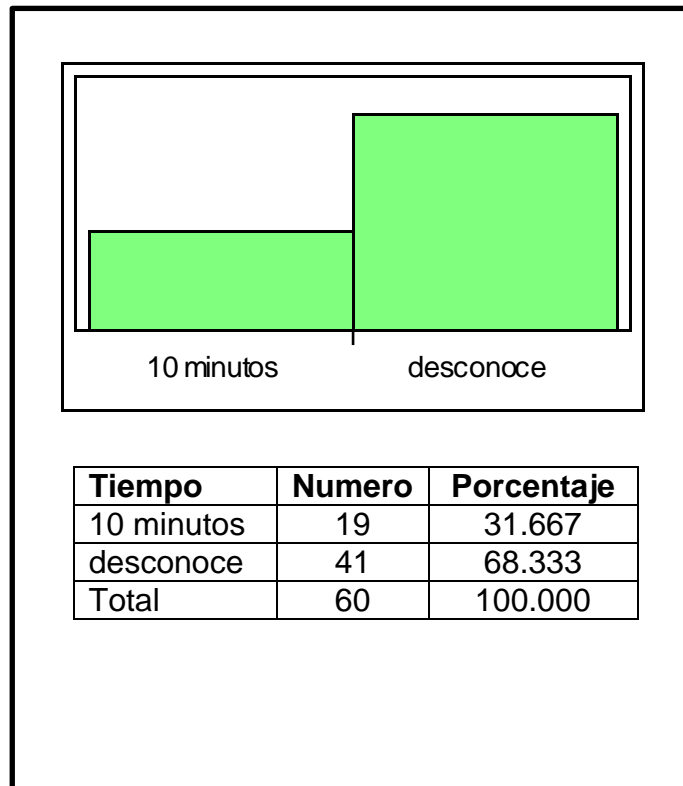 10 minutos desconoce
Tiempo Numero Porcentaje
10 minutos 19 31.667
desconoce 41 68.333
Total 60 100.000